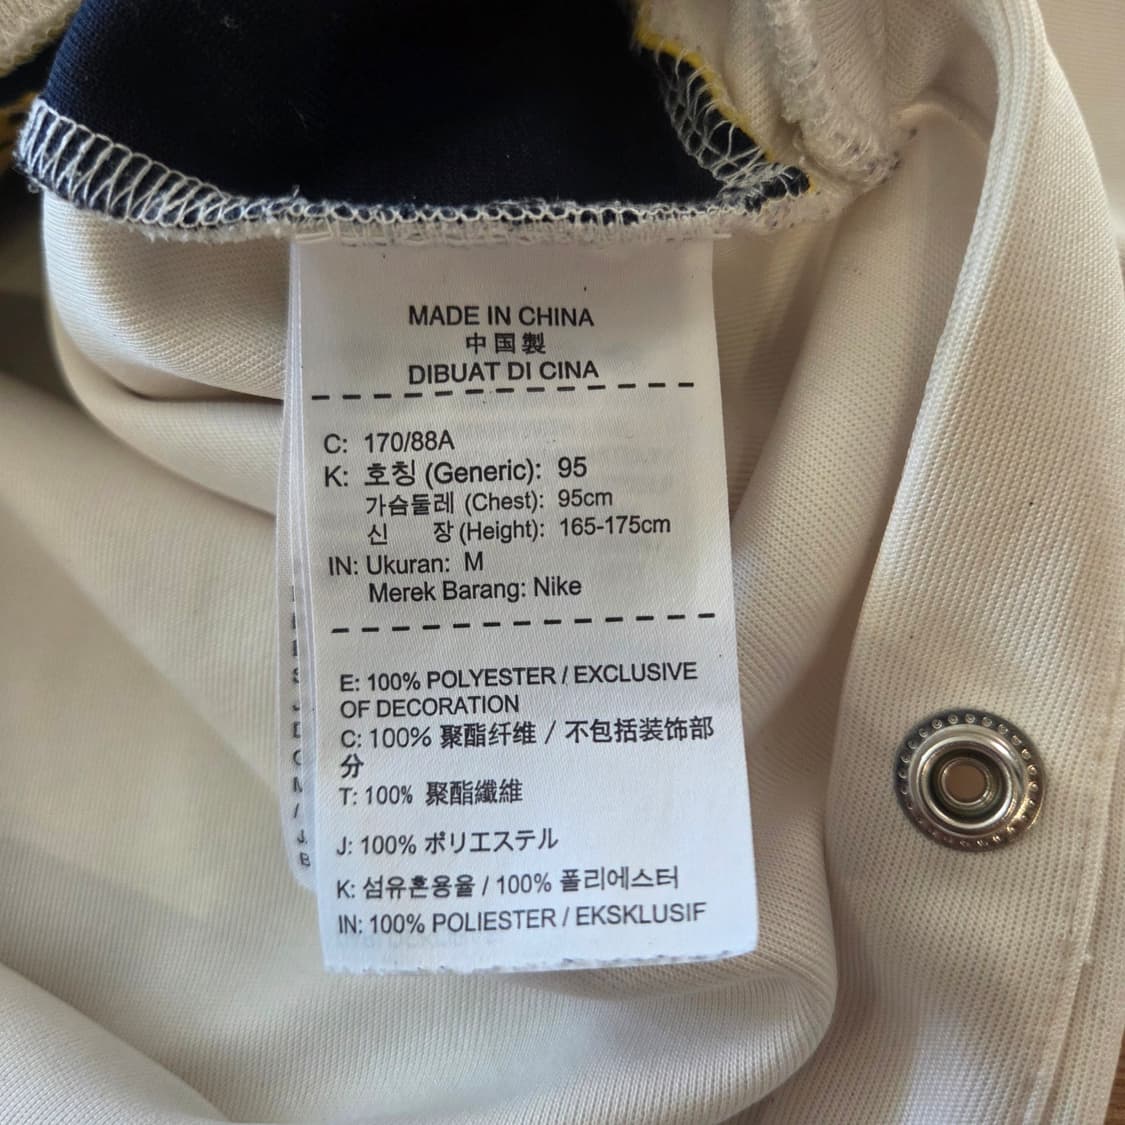 MADE IN CHINA
中国製
DIBUAT DI CINA
C: 170/88A
K: 호칭 (Generic): 95
가슴둘레 (Chest): 95cm
신 장 (Height): 165-175cm
IN: Ukuran: M
Merek Barang: Nike
E: 100% POLYESTER / EXCLUSIVE
OF DECORATION
C: 100% 聚酯纤维 / 不包括装饰部
分
T: 100% 聚酯纖維
J: 100% ポリエステル
K: 섬유혼용율 / 100% 폴리에스터
IN: 100% POLIESTER / EKSKLUSIF